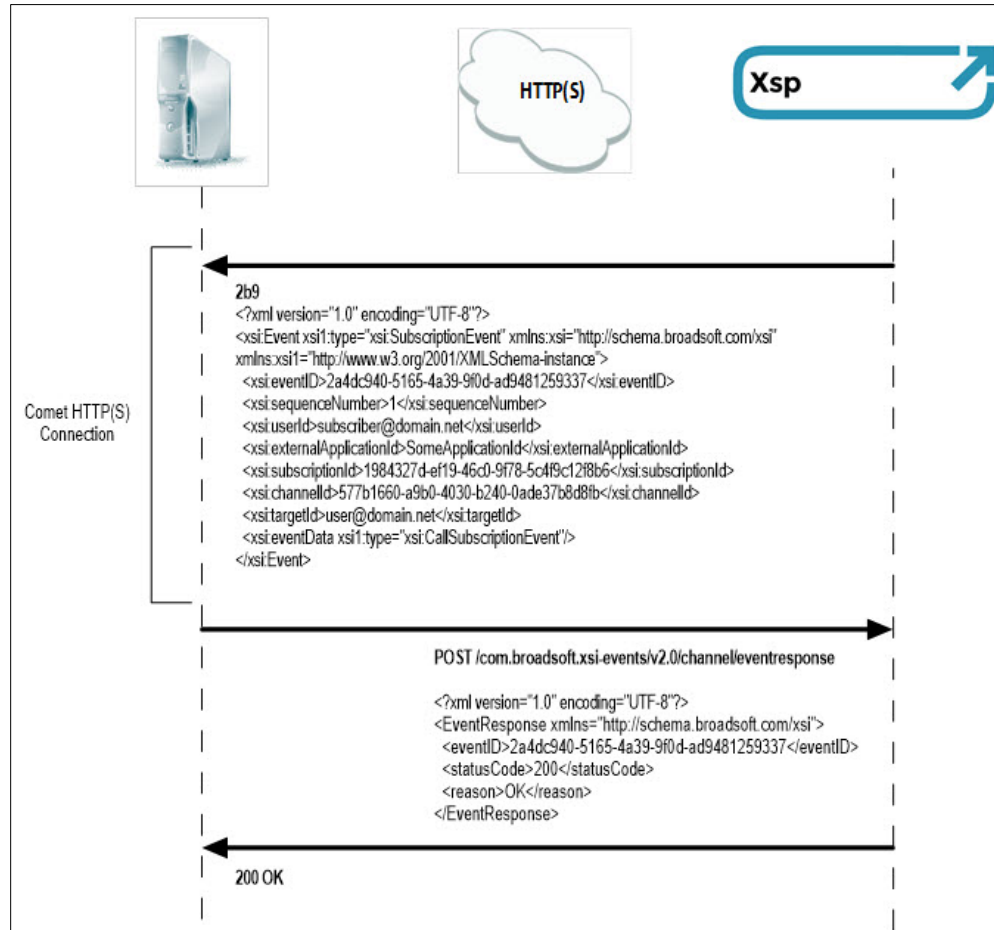 HTTP(S)
Xsp
Comet HTTP(S)
Connection
2b9
<?xml version="1.0" encoding="UTF-8"?>
<xsi:Event xsi1:type="xsi:SubscriptionEvent" xmlns:xsi="http://schema.broadsoft.com/xsi"
xmlns:xsi1="http://www.w3.org/2001/XMLSchema-instance">
<xsi:eventID>2a4dc940-5165-4a39-9f0d-ad9481259337</xsi:eventID>
<xsi:sequenceNumber>1</xsi:sequenceNumber>
<xsi:userId>subscriber@domain.net</xsi:userId>
<xsi:externalApplicationId>SomeApplicationId</xsi:externalApplicationId>
<xsi:subscriptionId>1984327d-ef19-46c0-9f78-5c4f9c12f8b6</xsi:subscriptionId>
<xsi:channelId>577b1660-a9b0-4030-b240-0ade37b8d8fb</xsi:channelId>
<xsi:targetId>user@domain.net</xsi:targetId>
<xsi:eventData xsi1:type="xsi:CallSubscriptionEvent"/>
</xsi:Event>
POST /com.broadsoft.xsi-events/v2.0/channel/eventresponse
<?xml version="1.0" encoding="UTF-8"?>
<EventResponse xmlns="http://schema.broadsoft.com/xsi">
<eventID>2a4dc940-5165-4a39-9f0d-ad9481259337</eventID>
<statusCode>200</statusCode>
<reason>OK</reason>
</EventResponse>
200 OK